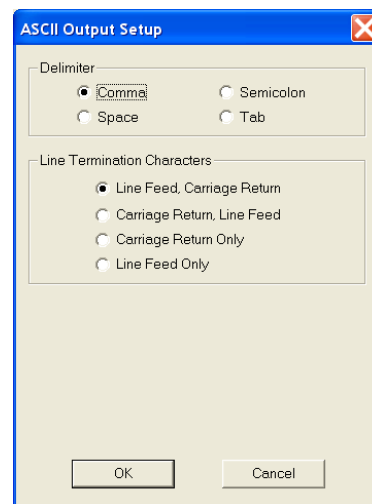 ASCII Output Setup
Delimiter
Comma
Semicolon
Space
Tab
Line Termination Characters
Line Feed, Carriage Return
Carriage Return, Line Feed
Carriage Return Only
Line Feed Only
OK
Cancel